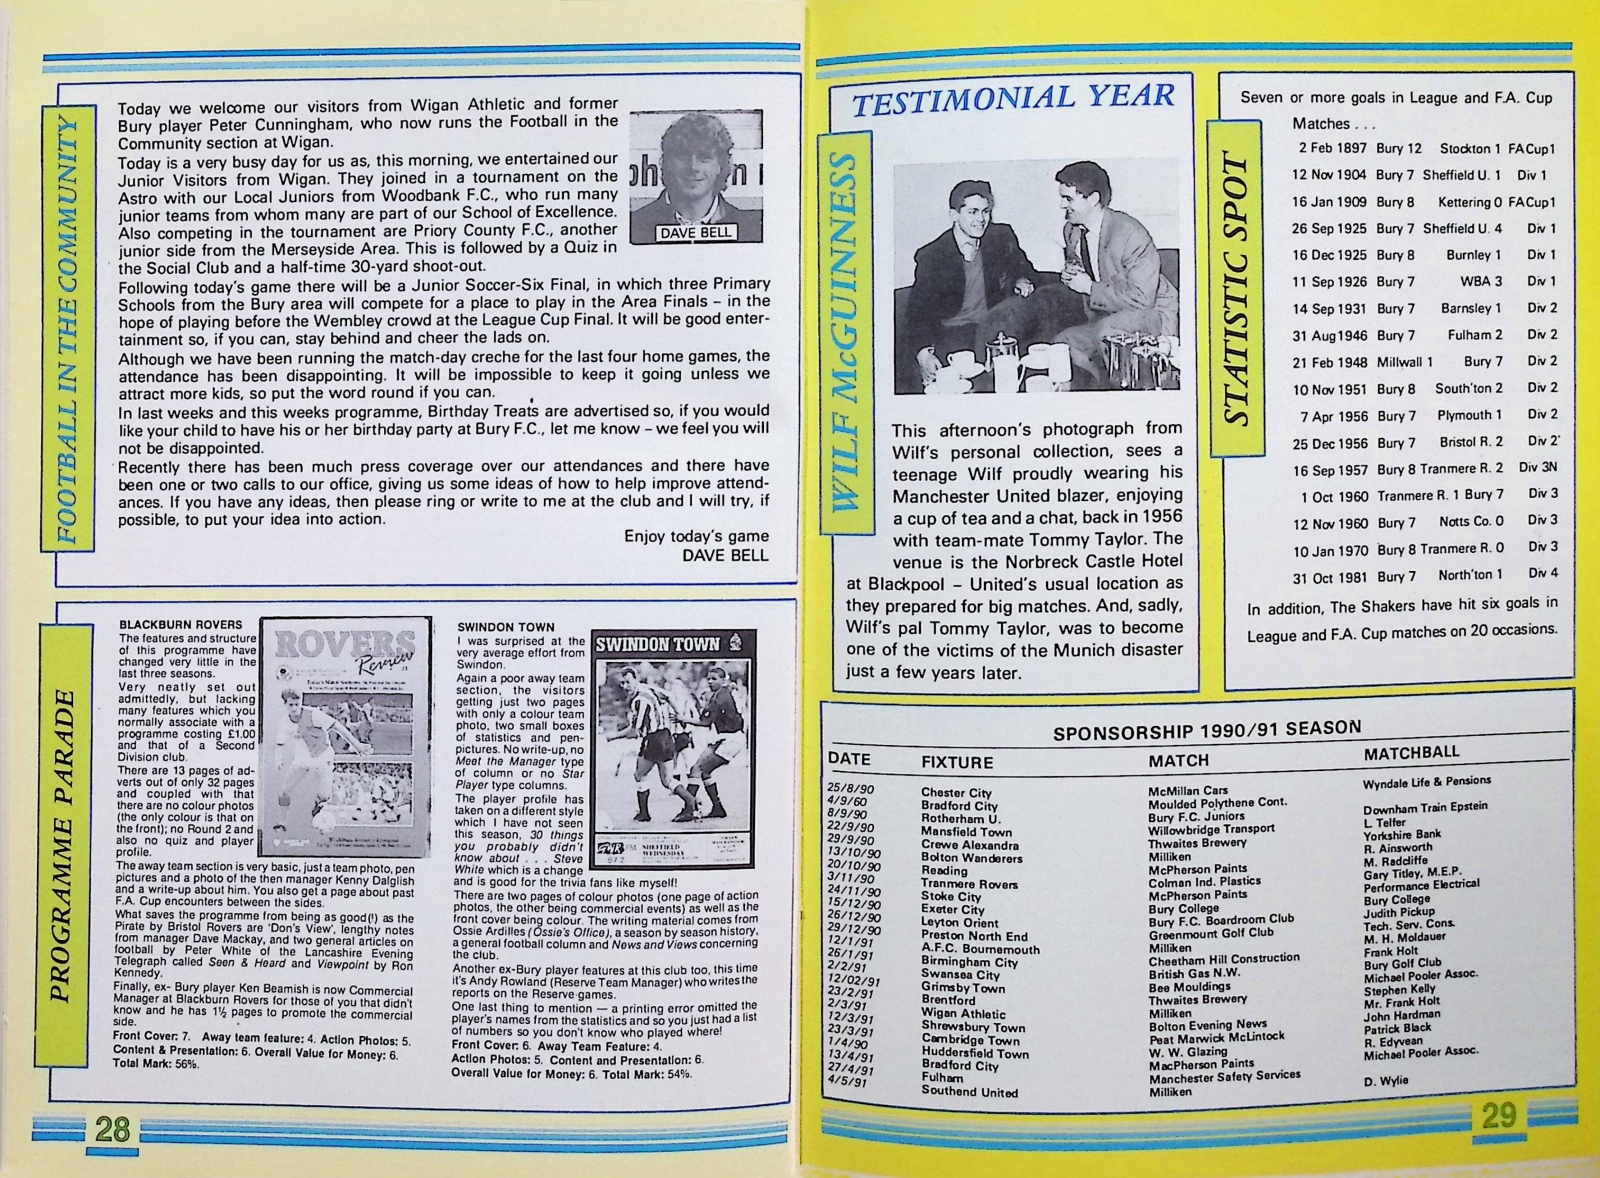 FOOTBALL IN THE COMMUNITY
Today we welcome our visitors from Wigan Athletic and former
Bury player Peter Cunningham, who now runs the Football in the
Community section at Wigan.
Today is a very busy day for us as, this morning, we entertained our
Junior Visitors from Wigan. They joined in a tournament on the
Astro with our Local Juniors from Woodbank F.C., who run many
junior teams from whom many are part of our School of Excellence.
Also competing in the tournament are Priory County F.C., another
junior side from the Merseyside Area. This is followed by a Quiz in
the Social Club and a half-time 30-yard shoot-out.
DAVE BELL
Following today's game there will be a Junior Soccer-Six Final, in which three Primary
Schools from the Bury area will compete for a place to play in the Area Finals – in the
hope of playing before the Wembley crowd at the League Cup Final. It will be good enter-
tainment so, if you can, stay behind and cheer the lads on.
Although we have been running the match-day creche for the last four home games, the
attendance has been disappointing. It will be impossible to keep it going unless we
attract more kids, so put the word round if you can.
In last weeks and this weeks programme, Birthday Treats are advertised so, if you would
like your child to have his or her birthday party at Bury F.C., let me know – we feel you will
not be disappointed.
Recently there has been much press coverage over our attendances and there have
been one or two calls to our office, giving us some ideas of how to help improve attend-
ances. If you have any ideas, then please ring or write to me at the club and I will try, if
possible, to put your idea into action.
Enjoy today's game
DAVE BELL
PROGRAMME PARADE
BLACKBURN ROVERS
The features and structure
of this programme have
changed very little in the
last three seasons.
Very neatly set out
admittedly, but lacking
many features which you
normally associate with a
programme costing £1.00
and that of a Second
Division club.
There are 13 pages of ad-
verts out of only 32 pages
and coupled with that
there are no colour photos
(the only colour is that on
the front); no Round 2 and
also no quiz and player
profile.
The away team section is very basic, just a team photo, pen
pictures and a photo of the then manager Kenny Dalglish
and a write-up about him. You also get a page about past
F.A. Cup encounters between the sides.
What saves the programme from being as good(!) as the
Pirate by Bristol Rovers are 'Don's View', lengthy notes
from manager Dave Mackay, and two general articles on
football by Peter White of the Lancashire Evening
Telegraph called Seen & Heard and Viewpoint by Ron
Kennedy.
Finally, ex- Bury player Ken Beamish is now Commercial
Manager at Blackburn Rovers for those of you that didn't
know and he has 1½ pages to promote the commercial
side.
Front Cover: 7. Away team feature: 4. Action Photos: 5.
Content & Presentation: 6. Overall Value for Money: 6.
Total Mark: 56%.
ROVERS
Review
SWINDON TOWN
I was surprised at the
very average effort from
Swindon.
Again a poor away team
section, the visitors
getting just two pages
with only a colour team
photo, two small boxes
of statistics and pen-
pictures. No write-up, no
Meet the Manager type
of column or no Star
Player type columns.
The player profile has
taken on a different style
which I have not seen
this season, 30 things
you probably didn't
know about . . . Steve
White which is a change
and is good for the trivia fans like myself!
There are two pages of colour photos (one page of action
photos, the other being commercial events) as well as the
front cover being colour. The writing material comes from
Ossie Ardilles (Ossie's Office), a season by season history,
a general football column and News and Views concerning
the club.
Another ex-Bury player features at this club too, this time
it's Andy Rowland (Reserve Team Manager) who writes the
reports on the Reserve games.
One last thing to mention — a printing error omitted the
player's names from the statistics and so you just had a list
of numbers so you don't know who played where!
Front Cover: 6. Away Team Feature: 4.
Action Photos: 5. Content and Presentation: 6.
Overall Value for Money: 6. Total Mark: 54%.
SWINDON TOWN
SHEFFIELD
WEDNESDAY
28
WILF McGUINNESS
TESTIMONIAL YEAR
This afternoon's photograph from
Wilf's personal collection, sees a
teenage Wilf proudly wearing his
Manchester United blazer, enjoying
a cup of tea and a chat, back in 1956
with team-mate Tommy Taylor. The
venue is the Norbreck Castle Hotel
at Blackpool – United's usual location as
they prepared for big matches. And, sadly,
Wilf's pal Tommy Taylor, was to become
one of the victims of the Munich disaster
just a few years later.
STATISTIC SPOT
Seven or more goals in League and F.A. Cup
Matches . . .
2 Feb 1897 Bury 12 Stockton 1 FA Cup 1
12 Nov 1904 Bury 7 Sheffield U. 1 Div 1
16 Jan 1909 Bury 8 Kettering 0 FA Cup 1
26 Sep 1925 Bury 7 Sheffield U. 4 Div 1
16 Dec 1925 Bury 8 Burnley 1 Div 1
11 Sep 1926 Bury 7 WBA 3 Div 1
14 Sep 1931 Bury 7 Barnsley 1 Div 2
31 Aug 1946 Bury 7 Fulham 2 Div 2
21 Feb 1948 Millwall 1 Bury 7 Div 2
10 Nov 1951 Bury 8 South'ton 2 Div 2
7 Apr 1956 Bury 7 Plymouth 1 Div 2
25 Dec 1956 Bury 7 Bristol R. 2 Div 2
16 Sep 1957 Bury 8 Tranmere R. 2 Div 3N
1 Oct 1960 Tranmere R. 1 Bury 7 Div 3
12 Nov 1960 Bury 7 Notts Co. 0 Div 3
10 Jan 1970 Bury 8 Tranmere R. 0 Div 3
31 Oct 1981 Bury 7 North'ton 1 Div 4
In addition, The Shakers have hit six goals in
League and F.A. Cup matches on 20 occasions.
SPONSORSHIP 1990/91 SEASON
DATE FIXTURE MATCH MATCHBALL
25/8/90 Chester City McMillan Cars Wyndale Life & Pensions
4/9/60 Bradford City Moulded Polythene Cont.
8/9/90 Rotherham U. Bury F.C. Juniors Downham Train Epstein
22/9/90 Mansfield Town Willowbridge Transport L. Telfer
29/9/90 Crewe Alexandra Thwaites Brewery Yorkshire Bank
13/10/90 Bolton Wanderers Milliken R. Ainsworth
20/10/90 Reading McPherson Paints M. Radcliffe
3/11/90 Tranmere Rovers Colman Ind. Plastics Gary Titley, M.E.P.
24/11/90 Stoke City McPherson Paints Performance Electrical
15/12/90 Exeter City Bury College Bury College
26/12/90 Leyton Orient Bury F.C. Boardroom Club Judith Pickup
29/12/90 Preston North End Greenmount Golf Club Tech. Serv. Cons.
12/1/91 A.F.C. Bournemouth Milliken M. H. Moldauer
26/1/91 Birmingham City Cheetham Hill Construction Frank Holt
2/2/91 Swansea City British Gas N.W. Bury Golf Club
12/02/91 Grimsby Town Bee Mouldings Michael Pooler Assoc.
23/2/91 Brentford Thwaites Brewery Stephen Kelly
2/3/91 Wigan Athletic Milliken Mr. Frank Holt
12/3/91 Shrewsbury Town Bolton Evening News John Hardman
23/3/91 Cambridge Town Peat Marwick McLintock Patrick Black
1/4/90 Huddersfield Town W. W. Glazing R. Edyvean
13/4/91 Bradford City MacPherson Paints Michael Pooler Assoc.
27/4/91 Fulham Manchester Safety Services
4/5/91 Southend United Milliken D. Wylie
29